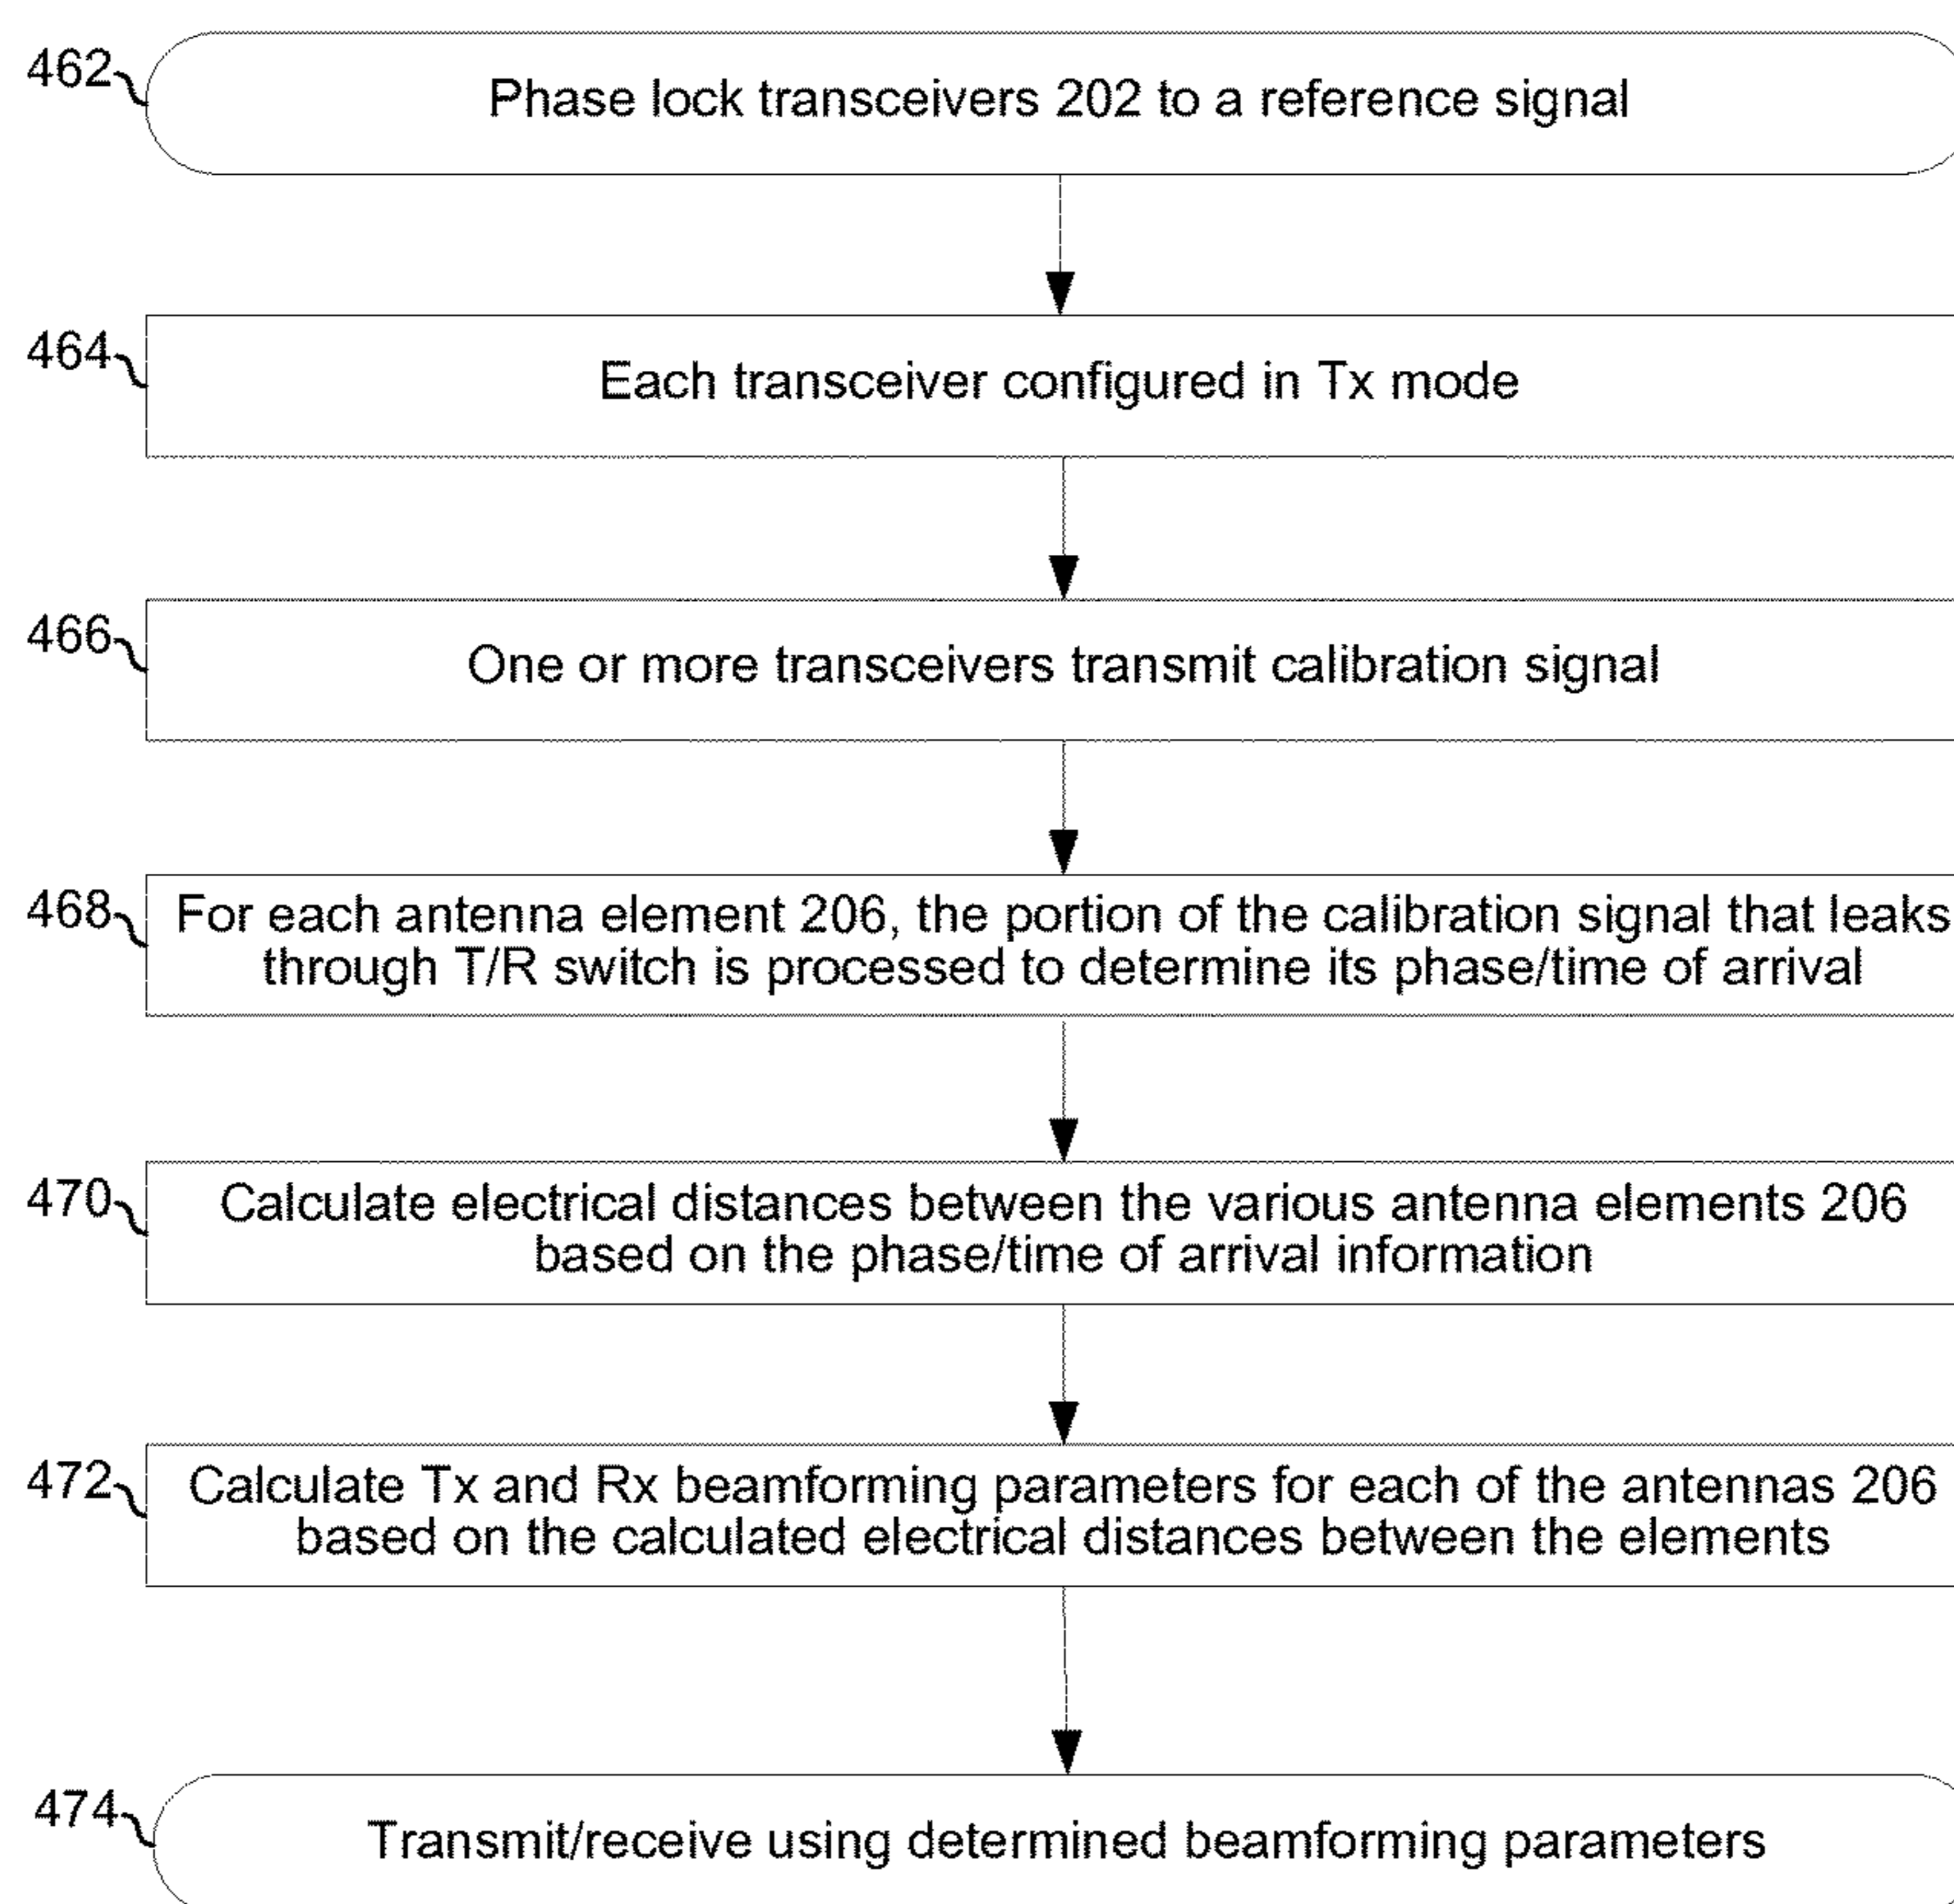 462
Phase lock transceivers 202 to a reference signal
464
Each transceiver configured in Tx mode
466
One or more transceivers transmit calibration signal
468
For each antenna element 206, the portion of the calibration signal that leaks
through T/R switch is processed to determine its phase/time of arrival
470
Calculate electrical distances between the various antenna elements 206
based on the phase/time of arrival information
472
Calculate Tx and Rx beamforming parameters for each of the antennas 206
based on the calculated electrical distances between the elements
474
Transmit/receive using determined beamforming parameters